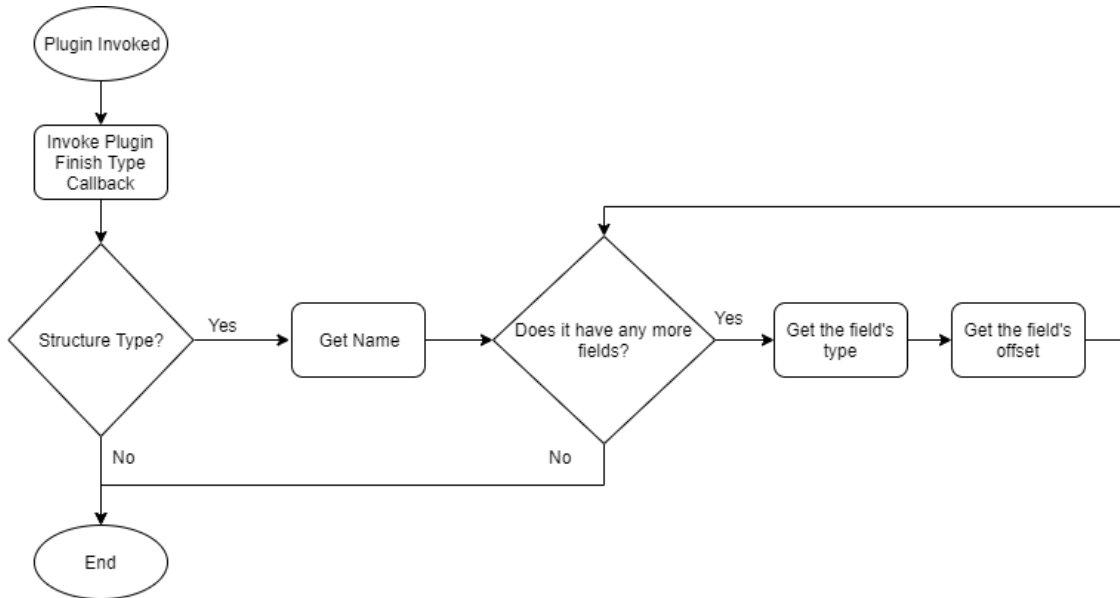 Plugin Invoked
Invoke Plugin
Finish Type
Callback
Structure Type?
Yes
Get Name
Does it have any more
fields?
Yes
Get the field's
type
Get the field's
offset
No
No
End